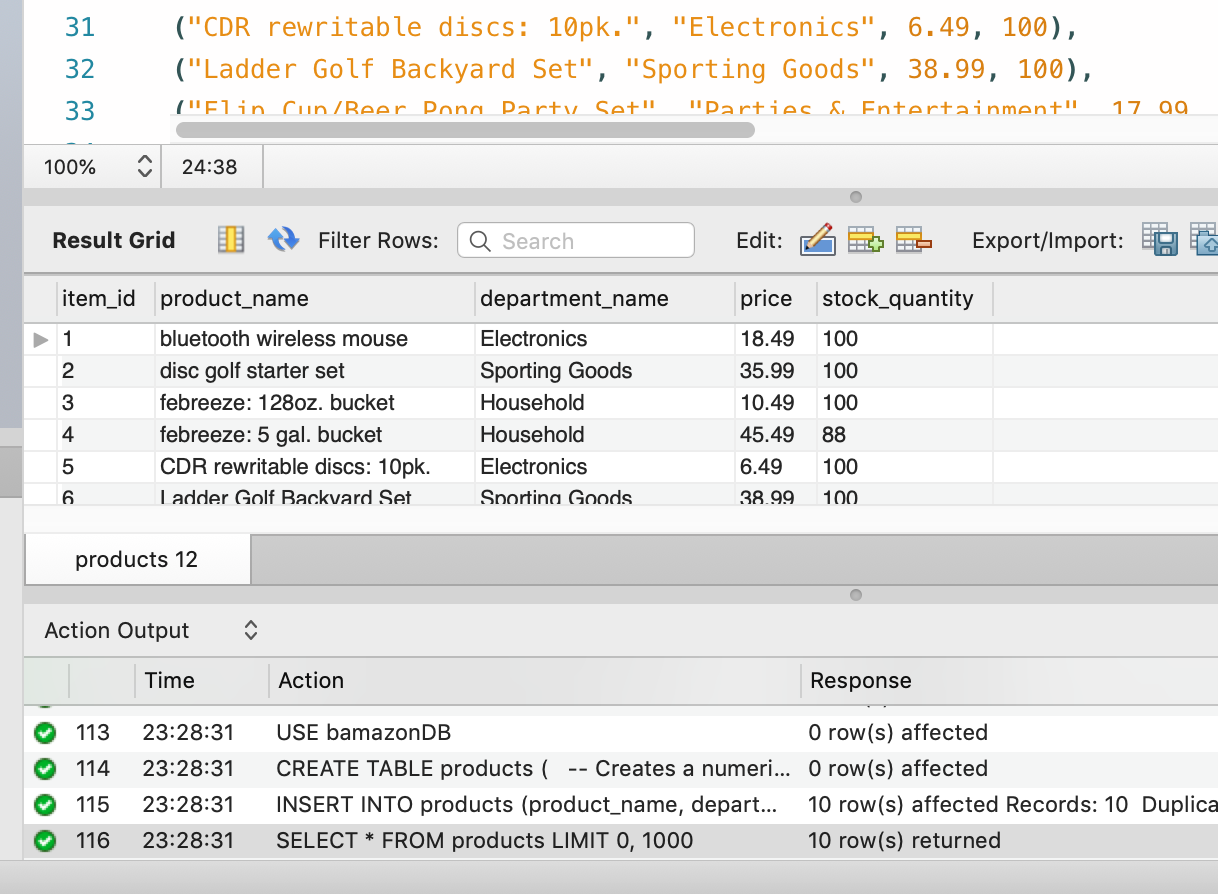 31 ("CDR rewritable discs: 10pk.", "Electronics", 6.49, 100),
32 ("Ladder Golf Backyard Set", "Sporting Goods", 38.99, 100),
33 ("Flip Cup/Beer Pong Party Set", "Parties & Entertainment", 17.99
100% 24:38
Result Grid Filter Rows: Search Edit: Export/Import:
item_id product_name department_name price stock_quantity
1 bluetooth wireless mouse Electronics 18.49 100
2 disc golf starter set Sporting Goods 35.99 100
3 febreeze: 128oz. bucket Household 10.49 100
4 febreeze: 5 gal. bucket Household 45.49 88
5 CDR rewritable discs: 10pk. Electronics 6.49 100
6 Ladder Golf Backyard Set Sporting Goods 38.99 100
products 12
Action Output
Time Action Response
113 23:28:31 USE bamazonDB 0 row(s) affected
114 23:28:31 CREATE TABLE products ( -- Creates a numeri... 0 row(s) affected
115 23:28:31 INSERT INTO products (product_name, depart... 10 row(s) affected Records: 10 Duplica
116 23:28:31 SELECT * FROM products LIMIT 0, 1000 10 row(s) returned